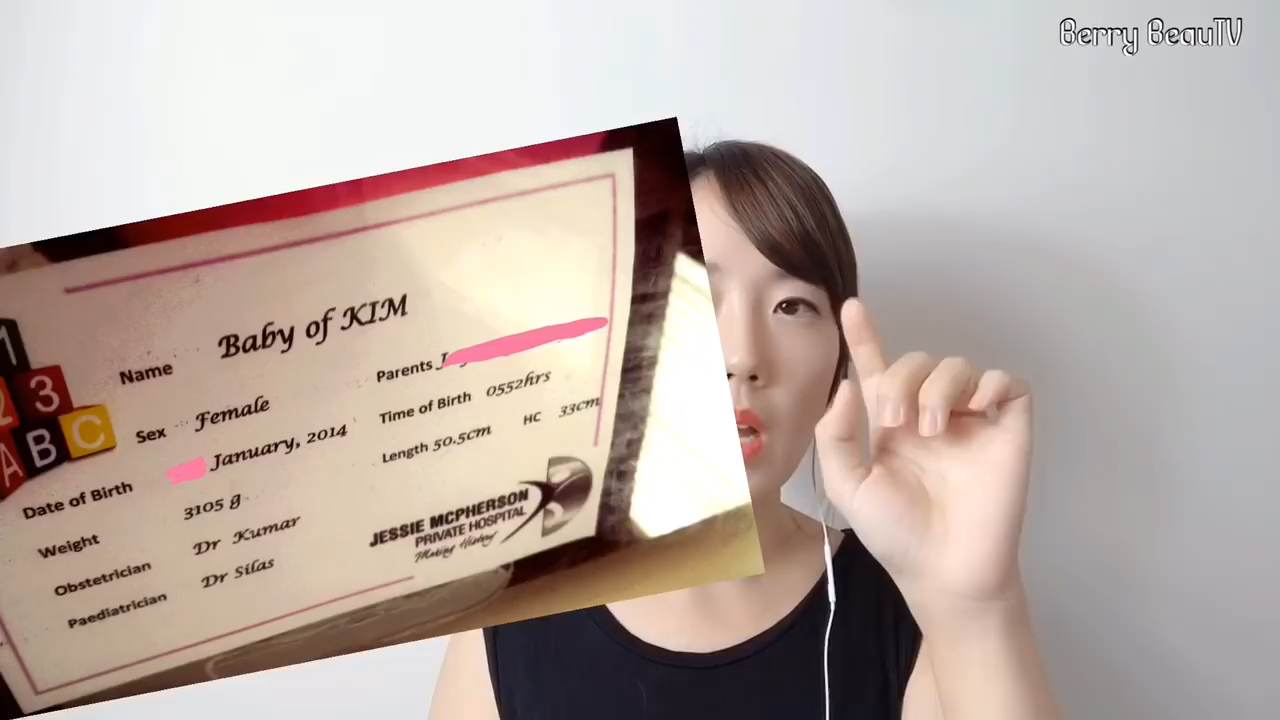 Berry BeauTV
1
2 3
A B C
Name Baby of KIM
Sex Female
Parents J
Date of Birth January, 2014
Time of Birth 0552hrs
Weight 3105 g
Length 50.5cm HC 33cm
Obstetrician Dr Kumar
Paediatrician Dr Silas
JESSIE MCPHERSON
PRIVATE HOSPITAL
Making History